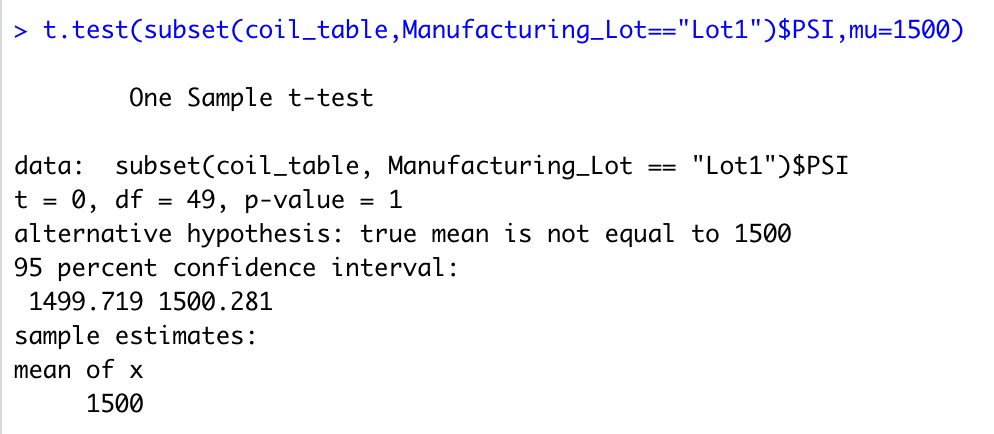 > t.test(subset(coil_table,Manufacturing_Lot=="Lot1")$PSI,mu=1500)
One Sample t-test
data:  subset(coil_table, Manufacturing_Lot == "Lot1")$PSI
t = 0, df = 49, p-value = 1
alternative hypothesis: true mean is not equal to 1500
95 percent confidence interval:
1499.719 1500.281
sample estimates:
mean of x
1500